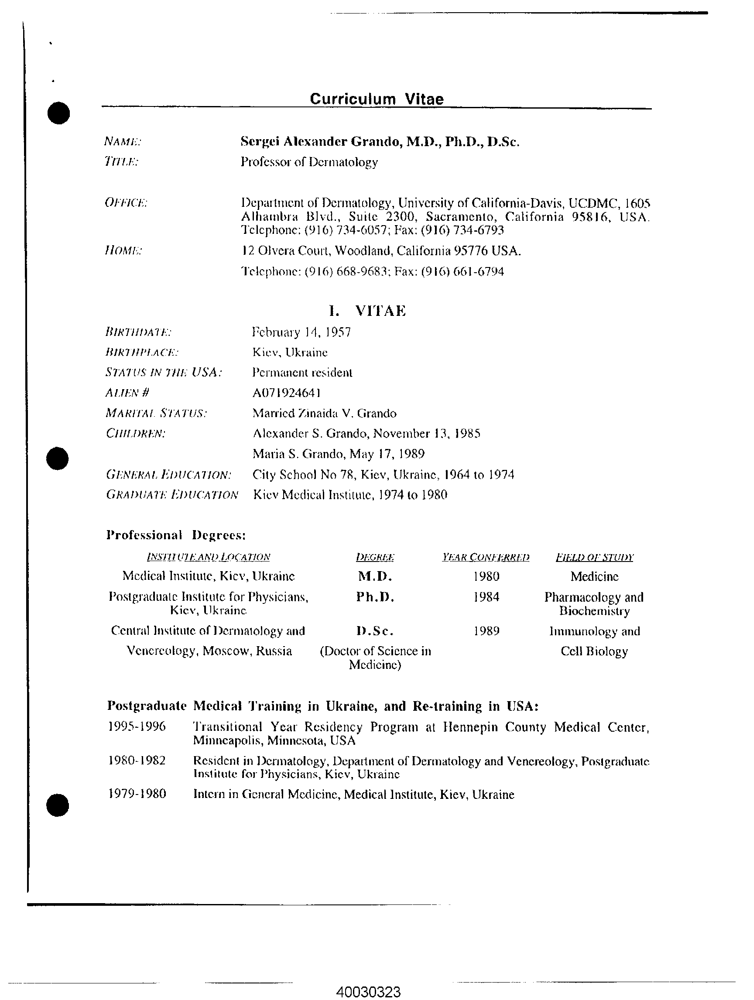 Curriculum Vitae
NAME: Sergei Alexander Grando, M.D., Ph.D., D.Sc.
TITLE: Professor of Dermatology
OFFICE: Department of Dermatology, University of California-Davis, UCDMC, 1605
Alhambra Blvd., Suite 2300, Sacramento, California 95816, USA.
Telephone: (916) 734-6057; Fax: (916) 734-6793
HOME: 12 Olvera Court, Woodland, California 95776 USA.
Telephone: (916) 668-9683; Fax: (916) 661-6794
I. VITAE
BIRTHDATE: February 14, 1957
BIRTHPLACE: Kiev, Ukraine
STATUS IN THE USA: Permanent resident
ALIEN # A071924641
MARITAL STATUS: Married Zinaida V. Grando
CHILDREN: Alexander S. Grando, November 13, 1985
Maria S. Grando, May 17, 1989
GENERAL EDUCATION: City School No 78, Kiev, Ukraine, 1964 to 1974
GRADUATE EDUCATION Kiev Medical Institute, 1974 to 1980
Professional Degrees:
INSTITUTE AND LOCATION DEGREE YEAR CONFERRED FIELD OF STUDY
Medical Institute, Kiev, Ukraine M.D. 1980 Medicine
Postgraduate Institute for Physicians, Ph.D. 1984 Pharmacology and
Kiev, Ukraine Biochemistry
Central Institute of Dermatology and D.Sc. 1989 Immunology and
Venereology, Moscow, Russia (Doctor of Science in Cell Biology
Medicine)
Postgraduate Medical Training in Ukraine, and Re-training in USA:
1995-1996 Transitional Year Residency Program at Hennepin County Medical Center,
Minneapolis, Minnesota, USA
1980-1982 Resident in Dermatology, Department of Dermatology and Venereology, Postgraduate
Institute for Physicians, Kiev, Ukraine
1979-1980 Intern in General Medicine, Medical Institute, Kiev, Ukraine
40030323